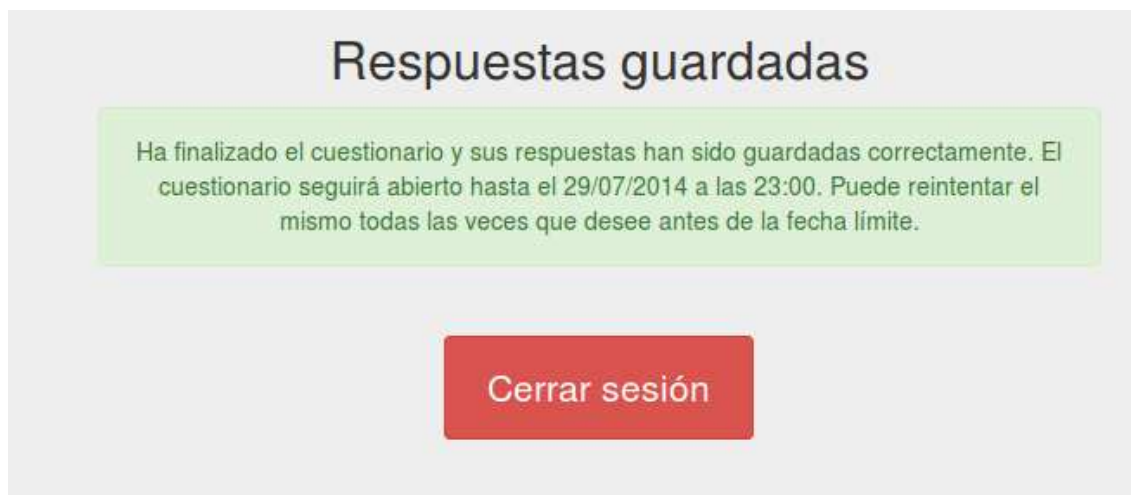 Respuestas guardadas
Ha finalizado el cuestionario y sus respuestas han sido guardadas correctamente. El
cuestionario seguirá abierto hasta el 29/07/2014 a las 23:00. Puede reintentar el
mismo todas las veces que desee antes de la fecha límite.
Cerrar sesión